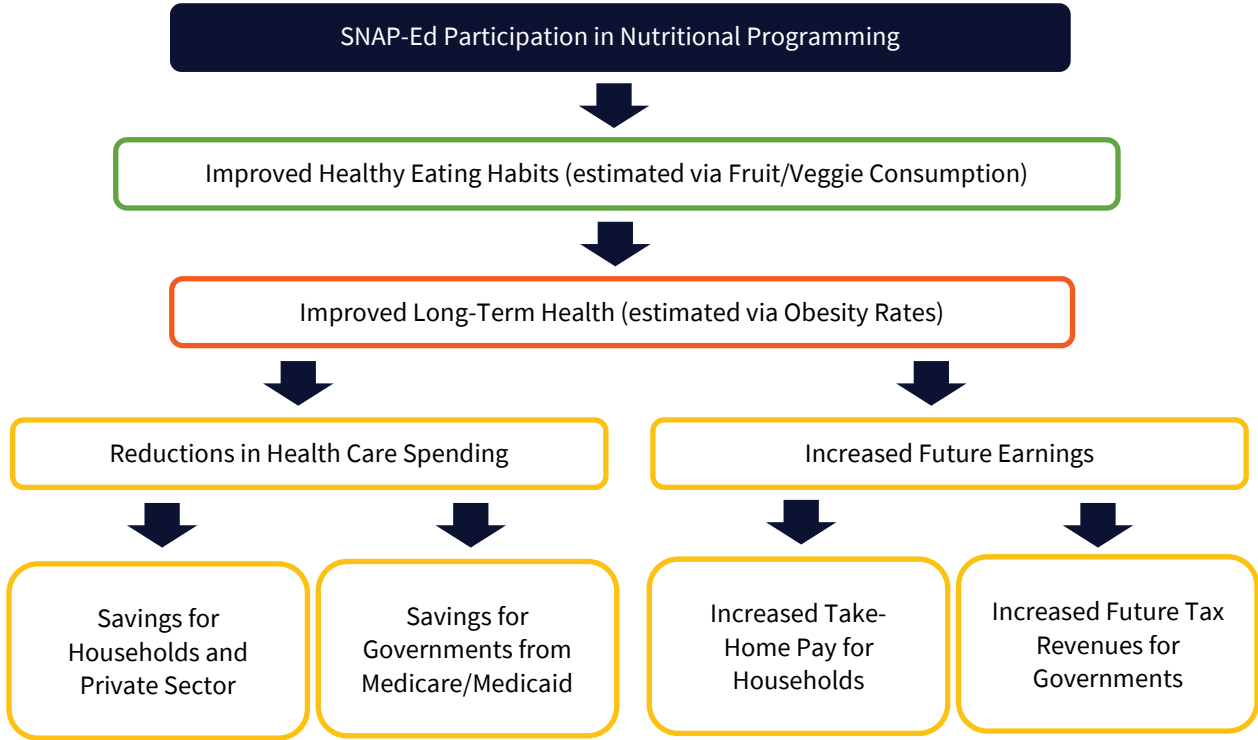 SNAP-Ed Participation in Nutritional Programming
Improved Healthy Eating Habits (estimated via Fruit/Veggie Consumption)
Improved Long-Term Health (estimated via Obesity Rates)
Reductions in Health Care Spending
Increased Future Earnings
Savings for
Households and
Private Sector
Savings for
Governments from
Medicare/Medicaid
Increased Take-
Home Pay for
Households
Increased Future Tax
Revenues for
Governments